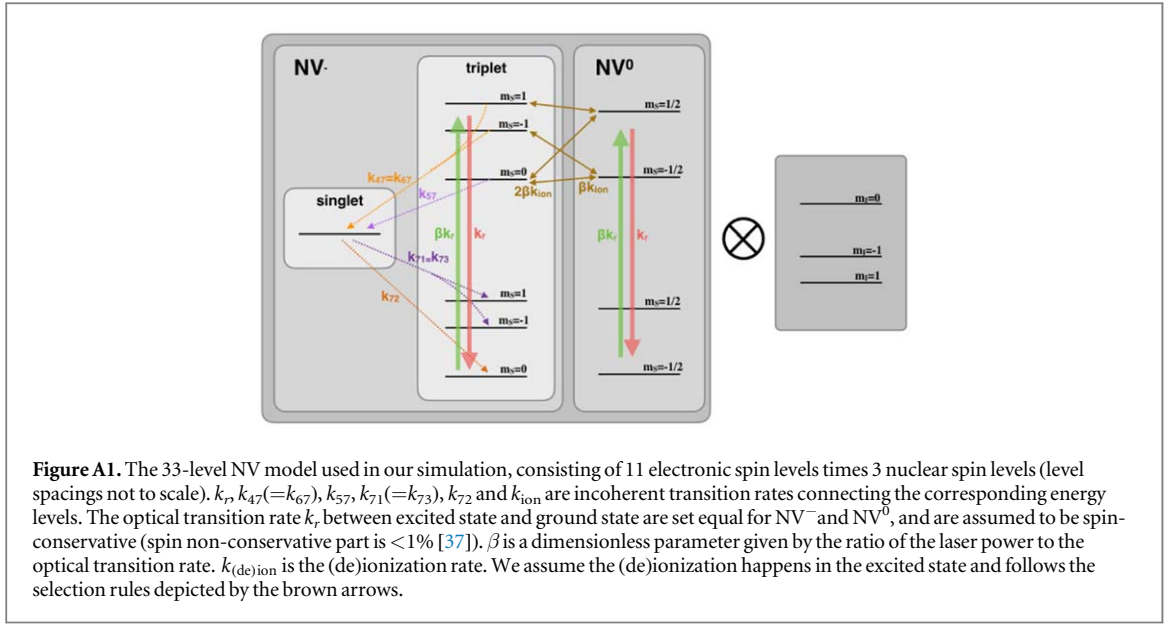 NV-
triplet
NV⁰
mₛ=1
mₛ=-1
mₛ=0
mₛ=1/2
mₛ=-1/2
k₄₇=k₆₇
k₅₇
2βkᵢₒₙ
βkᵢₒₙ
singlet
βkᵣ
kᵣ
βkᵣ
kᵣ
k₇₁₌k₇₃
k₇₂
mₛ=1
mₛ=-1
mₛ=0
mₛ=1/2
mₛ=-1/2
mᵢ=0
mᵢ=-1
mᵢ=1
Figure A1. The 33-level NV model used in our simulation, consisting of 11 electronic spin levels times 3 nuclear spin levels (level
spacings not to scale). kᵣ, k₄₇(=k₆₇), k₅₇, k₇₁(=k₇₃), k₇₂ and kᵢₒₙ are incoherent transition rates connecting the corresponding energy
levels. The optical transition rate kᵣ between excited state and ground state are set equal for NV⁻and NV⁰, and are assumed to be spin-
conservative (spin non-conservative part is <1% [37]). β is a dimensionless parameter given by the ratio of the laser power to the
optical transition rate. k(de)ion is the (de)ionization rate. We assume the (de)ionization happens in the excited state and follows the
selection rules depicted by the brown arrows.